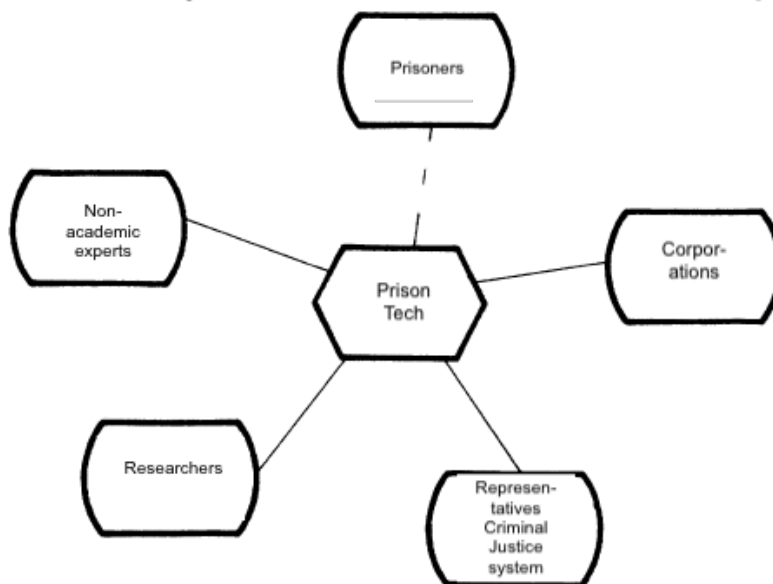 Prisoners
Non-
academic
experts
Corpor-
ations
Prison
Tech
Researchers
Represen-
tatives
Criminal
Justice
system